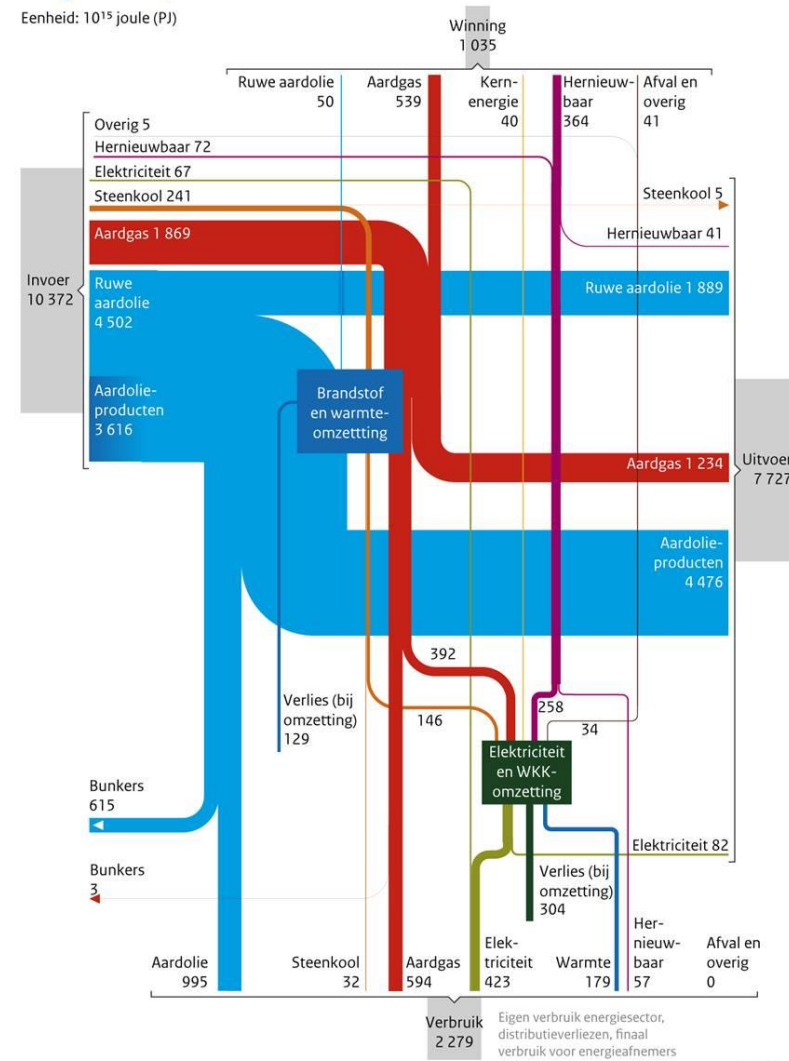 Eenheid: 10¹⁵ joule (PJ)
Winning
1 035
Ruwe aardolie
50
Aardgas
539
Kern-
energie
40
Hernieuw-
baar
364
Afval en
overig
41
Overig 5
Hernieuwbaar 72
Elektriciteit 67
Steenkool 241
Aardgas 1 869
Invoer
10 372
Ruwe
aardolie
4 502
Aardolie-
producten
3 616
Steenkool 5
Hernieuwbaar 41
Ruwe aardolie 1 889
Brandstof
en warmte-
omzettting
Aardgas 1 234
Uitvoer
7 727
Aardolie-
producten
4 476
392
Verlies (bij
omzetting)
129
146
258
34
Elektriciteit
en WKK-
omzetting
Bunkers
615
Elektriciteit 82
Bunkers
3
Verlies (bij
omzetting)
304
Aardolie
995
Steenkool
32
Aardgas
594
Elek-
triciteit
423
Warmte
179
Her-
nieuw-
baar
57
Afval en
overig
0
Verbruik
2 279
Eigen verbruik energiesector,
distributieverliezen, finaal
verbruik voor energieafnemers